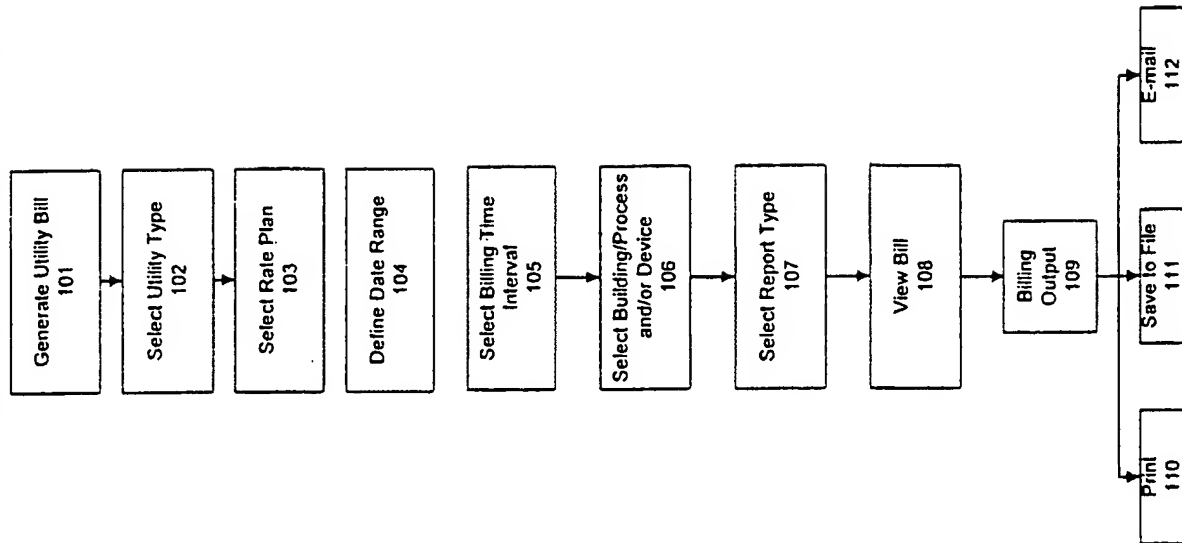 Generate Utility Bill
101
Select Utility Type
102
Select Rate Plan
103
Define Date Range
104
Select Billing Time
Interval
105
Select Building/Process
and/or Device
106
Select Report Type
107
View Bill
108
Billing
Output
109
Print
110
Save to File
111
E-mail
112